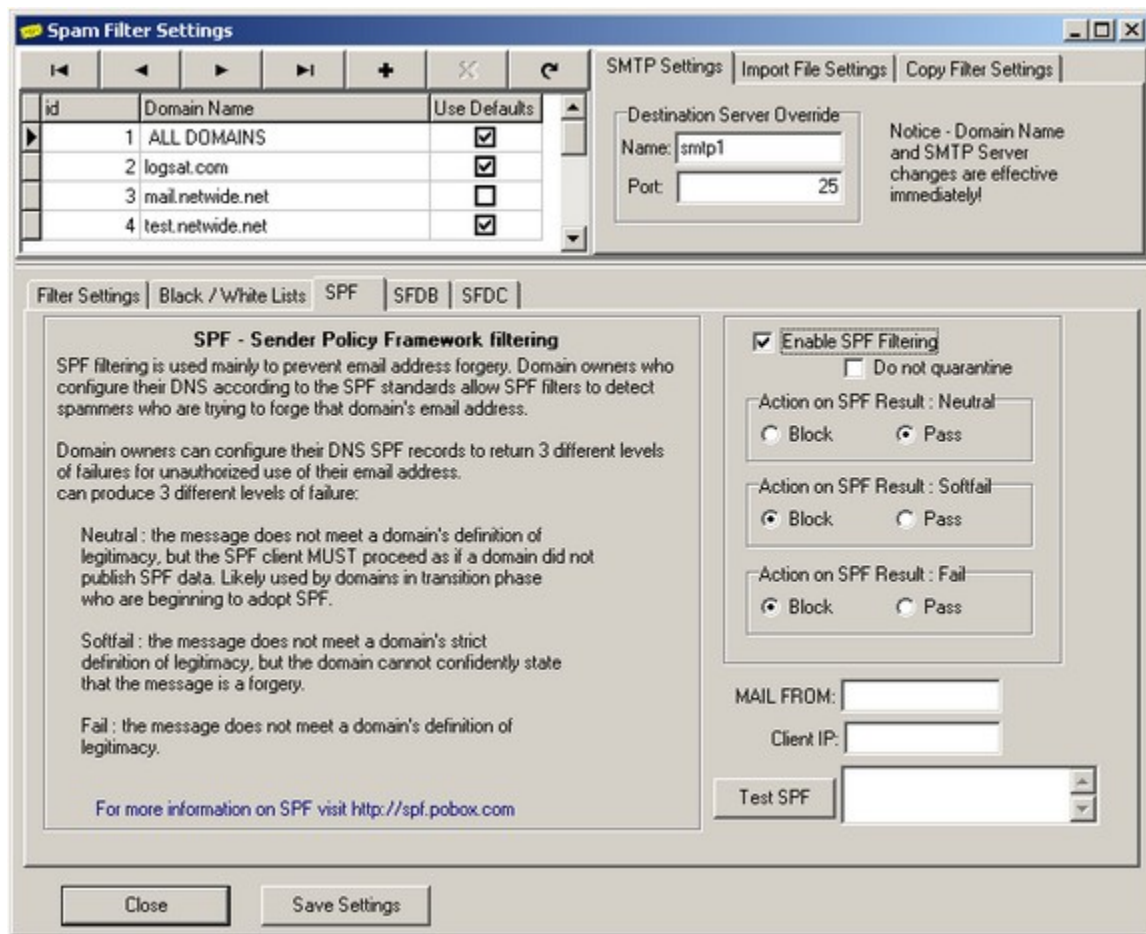 Spam Filter Settings
id Domain Name Use Defaults
1 ALL DOMAINS
2 logsat.com
3 mail.netwide.net
4 test.netwide.net
SMTP Settings Import File Settings Copy Filter Settings
Destination Server Override
Name: smtp1
Port: 25
Notice - Domain Name
and SMTP Server
changes are effective
immediately!
Filter Settings Black / White Lists SPF SFDB SFDC
SPF - Sender Policy Framework filtering
SPF filtering is used mainly to prevent email address forgery. Domain owners who
configure their DNS according to the SPF standards allow SPF filters to detect
spammers who are trying to forge that domain's email address.
Domain owners can configure their DNS SPF records to return 3 different levels
of failures for unauthorized use of their email address.
can produce 3 different levels of failure:
Neutral : the message does not meet a domain's definition of
legitimacy, but the SPF client MUST proceed as if a domain did not
publish SPF data. Likely used by domains in transition phase
who are beginning to adopt SPF.
Softfail : the message does not meet a domain's strict
definition of legitimacy, but the domain cannot confidently state
that the message is a forgery.
Fail : the message does not meet a domain's definition of
legitimacy.
For more information on SPF visit http://spf.pobox.com
Enable SPF Filtering
Do not quarantine
Action on SPF Result : Neutral
Block Pass
Action on SPF Result : Softfail
Block Pass
Action on SPF Result : Fail
Block Pass
MAIL FROM:
Client IP:
Test SPF
Close Save Settings